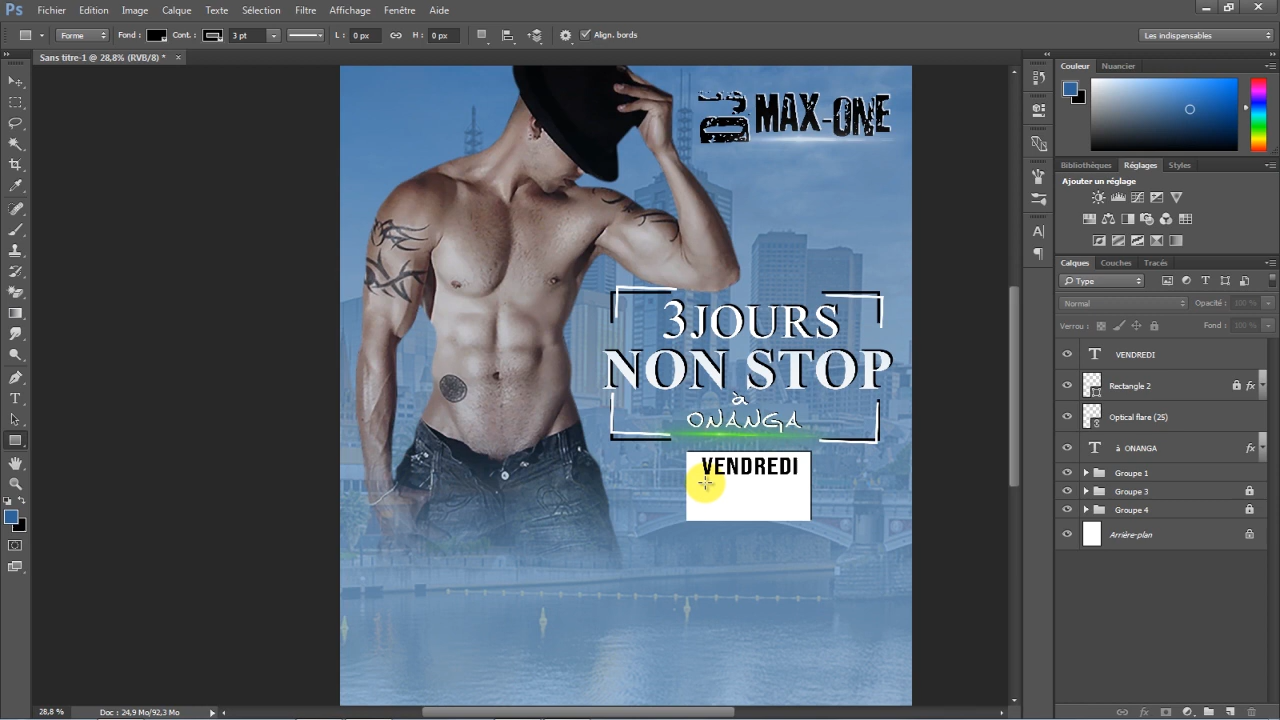 Ps Fichier Edition Image Calque Texte Sélection Filtre Affichage Fenêtre Aide
Forme Fond : Cont. : 3 pt L : 0 px H : 0 px Align. bords Les indispensables
Sans titre-1 @ 28,8% (RVB/8) * ×
DJ MAX-ONE
3JOURS
NON STOP
à
ONANGA
VENDREDI
Couleur Nuancier
Bibliothèques Réglages Styles
Ajouter un réglage
Calques Couches Tracés
Type
Normal Opacité : 100 %
Verrou : Fond : 100 %
T VENDREDI
Rectangle 2 fx
Optical flare (25)
T à ONANGA fx
Groupe 1
Groupe 3
Groupe 4
Arrière-plan
28,8 % Doc : 24,9 Mo/92,3 Mo